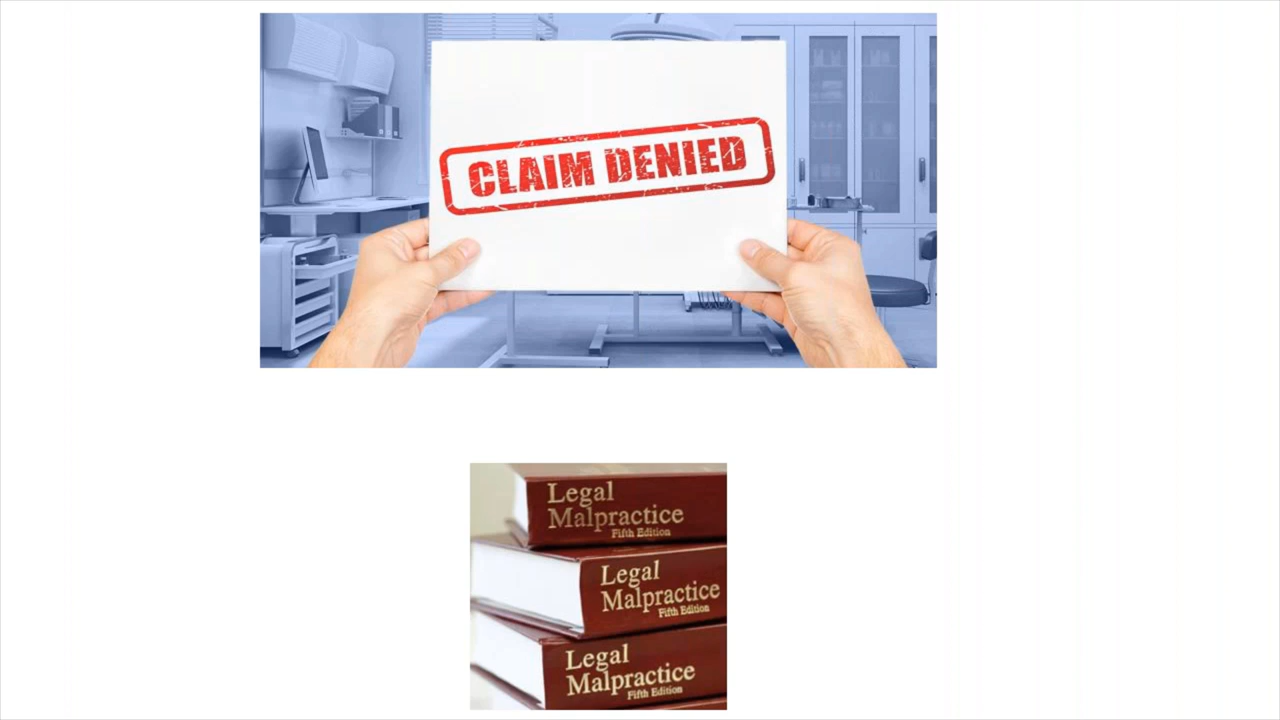 CLAIM DENIED
Legal
Malpractice
Fifth Edition
Legal
Malpractice
Fifth Edition
Legal
Malpractice
Fifth Edition